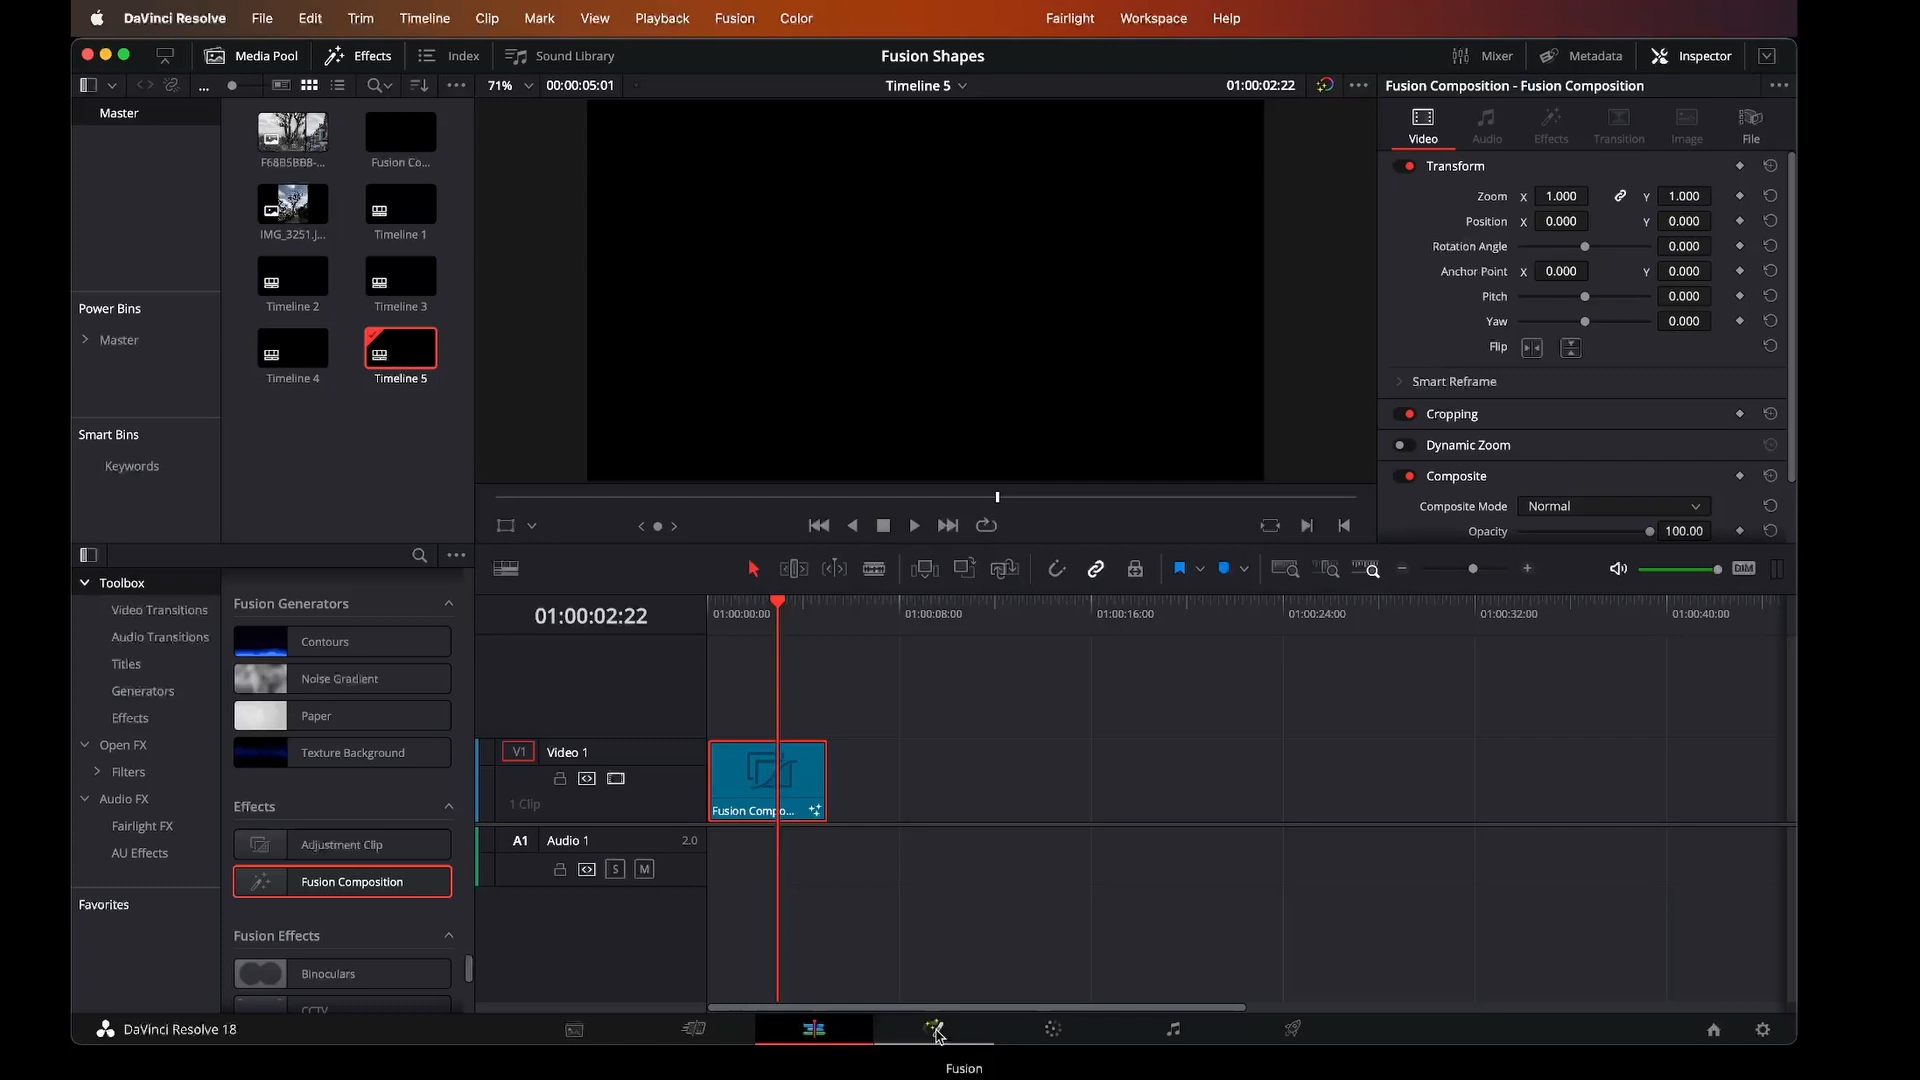 DaVinci Resolve File Edit Trim Timeline Clip Mark View Playback Fusion Color Fairlight Workspace Help
Media Pool Effects Index Sound Library Fusion Shapes Mixer Metadata Inspector
... 71% 00:00:05:01 Timeline 5 01:00:02:22 Fusion Composition - Fusion Composition
Master
F68B5BB8-...
Fusion Co...
IMG_3251.j...
Timeline 1
Timeline 2
Timeline 3
Timeline 4
Timeline 5
Power Bins
Master
Smart Bins
Keywords
Video Audio Effects Transition Image File
Transform
Zoom X 1.000 Y 1.000
Position X 0.000 Y 0.000
Rotation Angle 0.000
Anchor Point X 0.000 Y 0.000
Pitch 0.000
Yaw 0.000
Flip
Smart Reframe
Cropping
Dynamic Zoom
Composite
Composite Mode Normal
Opacity 100.00
Toolbox
Video Transitions
Audio Transitions
Titles
Generators
Effects
Open FX
Filters
Audio FX
Fairlight FX
AU Effects
Favorites
Fusion Generators
Contours
Noise Gradient
Paper
Texture Background
Effects
Adjustment Clip
Fusion Composition
Fusion Effects
Binoculars
CCTV
DIM
01:00:02:22
01:00:00:00 01:00:08:00 01:00:16:00 01:00:24:00 01:00:32:00 01:00:40:00
V1 Video 1
1 Clip
Fusion Compo...
A1 Audio 1 2.0
S M
DaVinci Resolve 18
Fusion